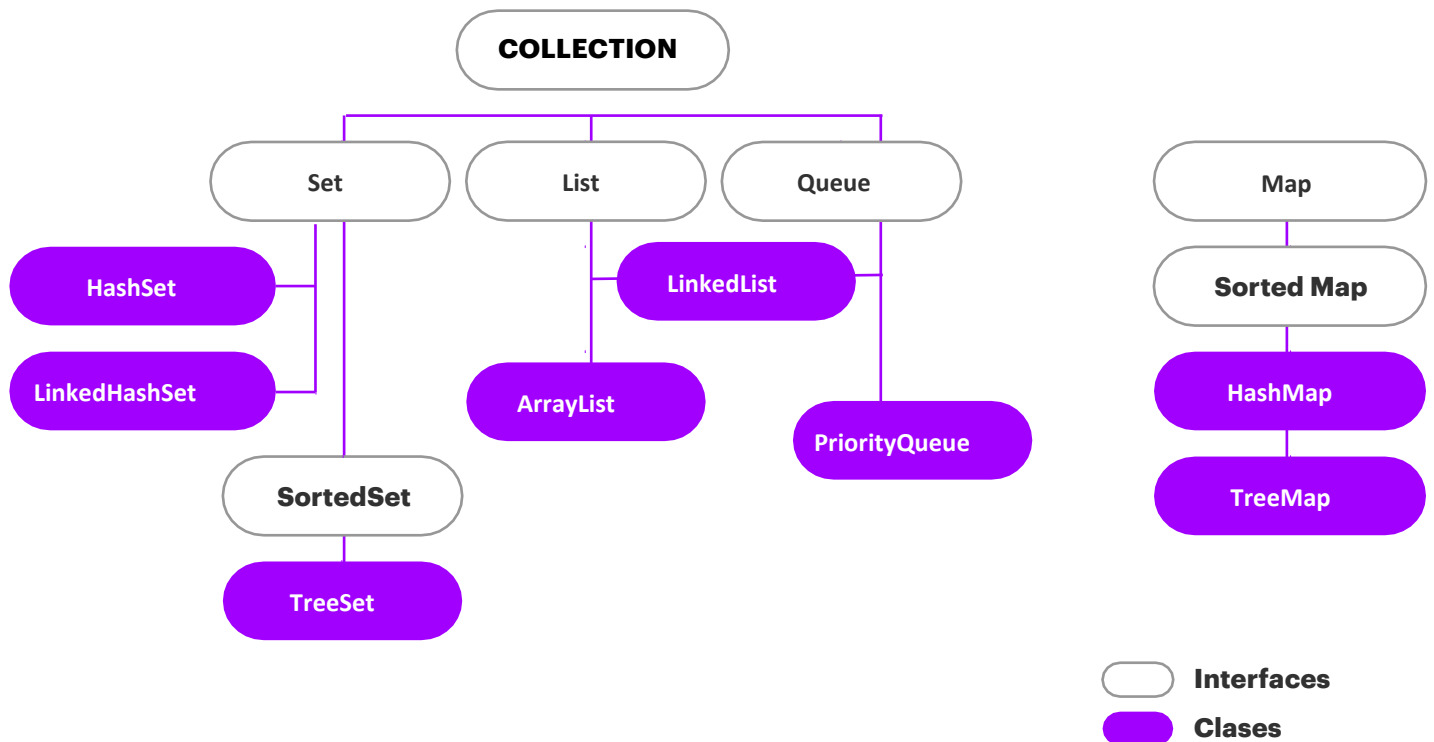 COLLECTION
Set
List
Queue
Map
HashSet
LinkedList
Sorted Map
LinkedHashSet
ArrayList
HashMap
PriorityQueue
SortedSet
TreeMap
TreeSet
Interfaces
Clases